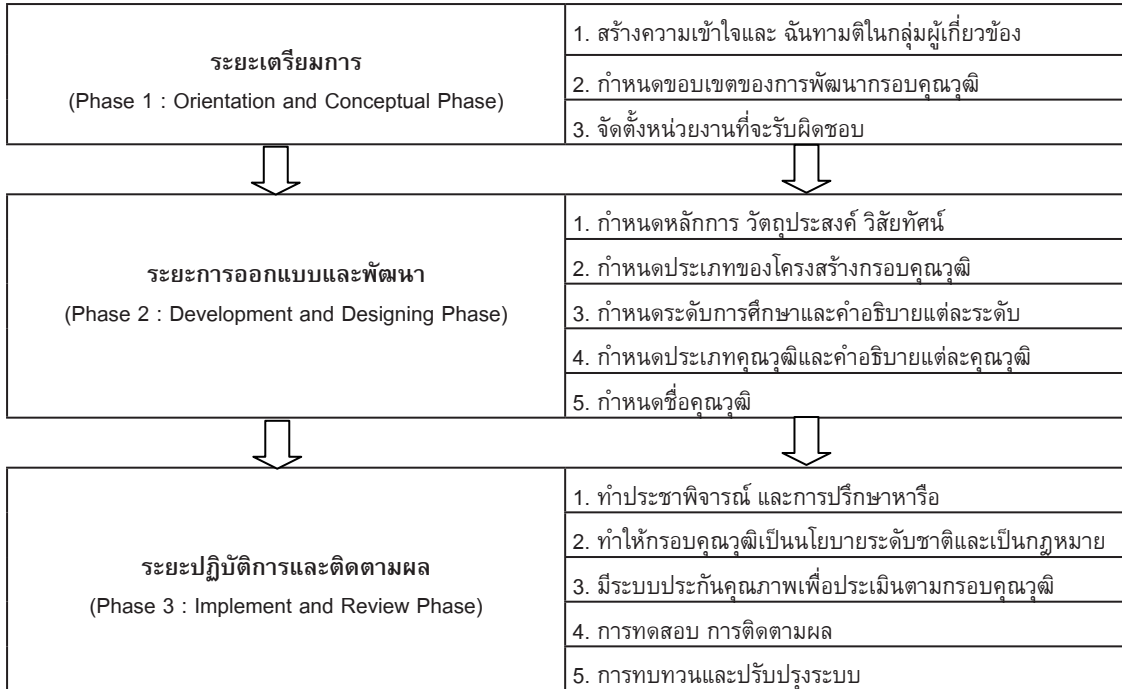 ระยะเตรียมการ
(Phase 1 : Orientation and Conceptual Phase)
1. สร้างความเข้าใจและ ฉันทามติในกลุ่มผู้เกี่ยวข้อง
2. กำหนดขอบเขตของการพัฒนากรอบคุณวุฒิ
3. จัดตั้งหน่วยงานที่จะรับผิดชอบ
ระยะการออกแบบและพัฒนา
(Phase 2 : Development and Designing Phase)
1. กำหนดหลักการ วัตถุประสงค์ วิสัยทัศน์
2. กำหนดประเภทของโครงสร้างกรอบคุณวุฒิ
3. กำหนดระดับการศึกษาและคำอธิบายแต่ละระดับ
4. กำหนดประเภทคุณวุฒิและคำอธิบายแต่ละคุณวุฒิ
5. กำหนดชื่อคุณวุฒิ
ระยะปฏิบัติการและติดตามผล
(Phase 3 : Implement and Review Phase)
1. ทำประชาพิจารณ์ และการปรึกษาหารือ
2. ทำให้กรอบคุณวุฒิเป็นนโยบายระดับชาติและเป็นกฎหมาย
3. มีระบบประกันคุณภาพเพื่อประเมินตามกรอบคุณวุฒิ
4. การทดสอบ การติดตามผล
5. การทบทวนและปรับปรุงระบบ